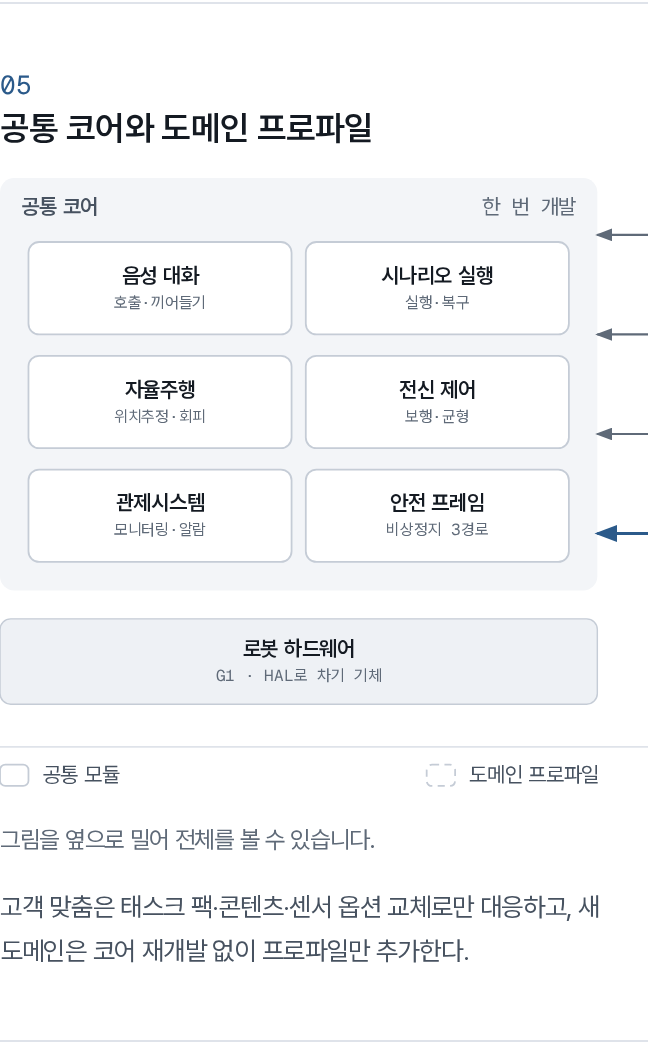 05
공통 코어와 도메인 프로파일
공통 코어
한 번 개발
음성 대화
호출·끼어들기
시나리오 실행
실행·복구
자율주행
위치추정·회피
전신 제어
보행·균형
관제시스템
모니터링·알람
안전 프레임
비상정지 3경로
로봇 하드웨어
G1 · HAL로 차기 기체
공통 모듈
도메인 프로파일
그림을 옆으로 밀어 전체를 볼 수 있습니다.
고객 맞춤은 태스크 팩·콘텐츠·센서 옵션 교체로만 대응하고, 새
도메인은 코어 재개발 없이 프로파일만 추가한다.